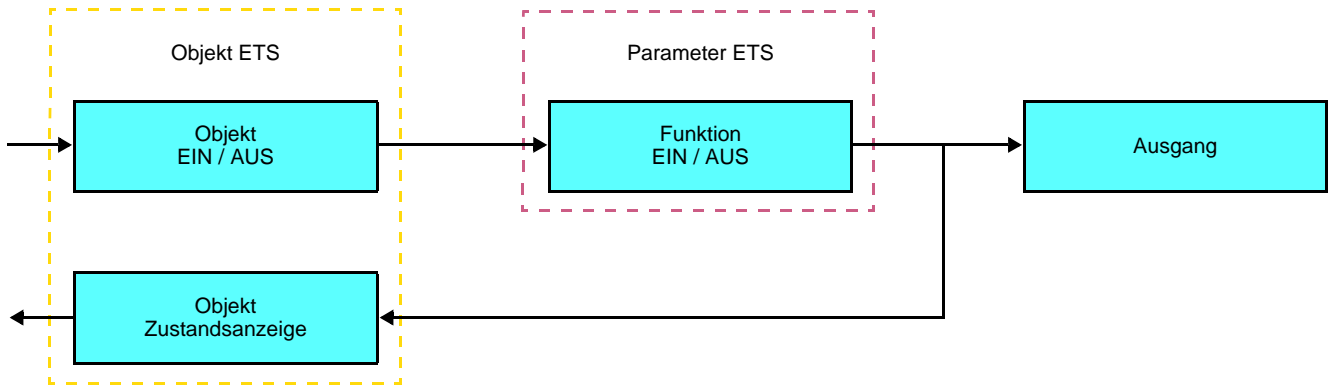 Objekt ETS
Parameter ETS
Objekt
EIN / AUS
Funktion
EIN / AUS
Ausgang
Objekt
Zustandsanzeige